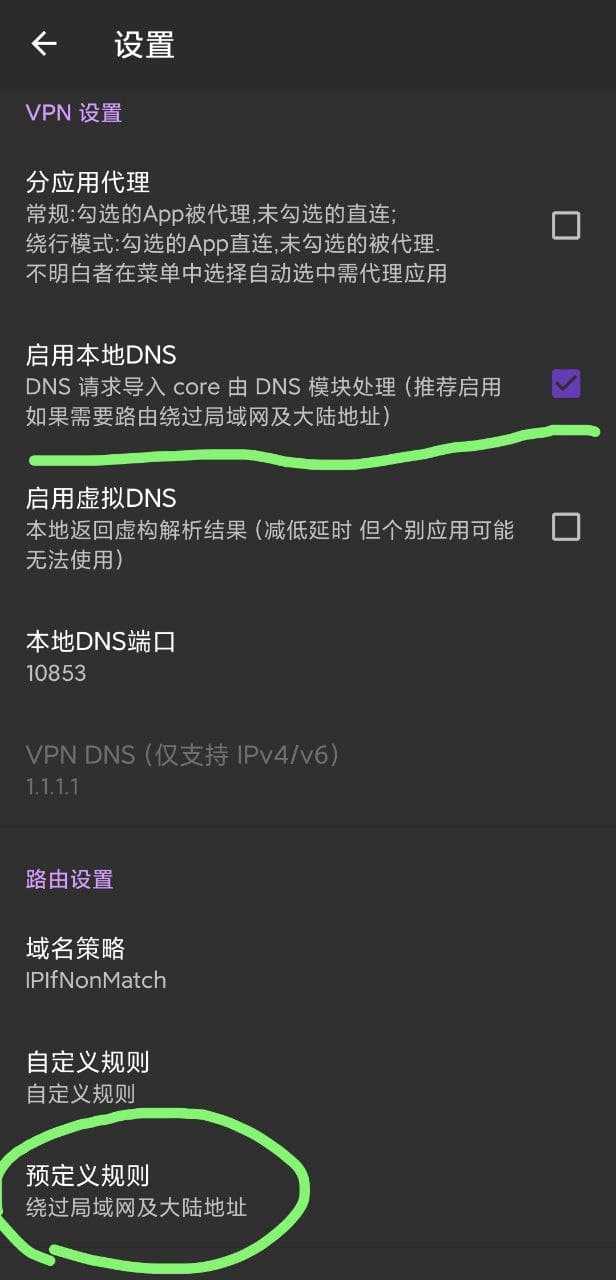 设置
VPN 设置
分应用代理
常规:勾选的App被代理,未勾选的直连;
绕行模式:勾选的App直连,未勾选的被代理.
不明白者在菜单中选择自动选中需代理应用
启用本地DNS
DNS 请求导入 core 由 DNS 模块处理（推荐启用
如果需要路由绕过局域网及大陆地址）
启用虚拟DNS
本地返回虚构解析结果（减低延时 但个别应用可能
无法使用）
本地DNS端口
10853
VPN DNS（仅支持 IPv4/v6）
1.1.1.1
路由设置
域名策略
IPIfNonMatch
自定义规则
自定义规则
预定义规则
绕过局域网及大陆地址